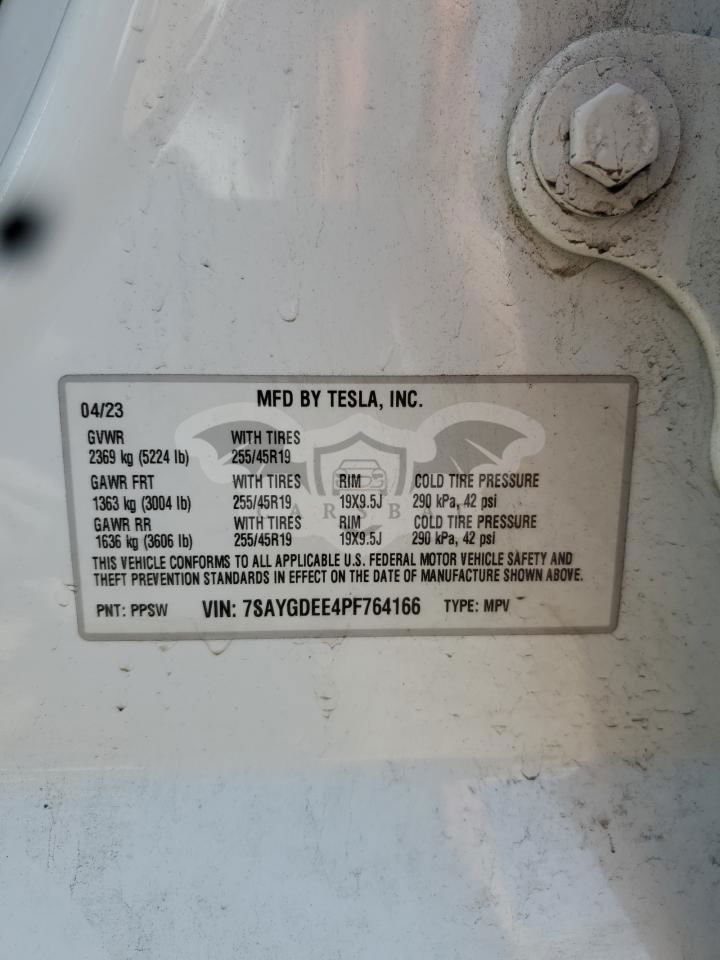 MFD BY TESLA, INC.
04/23
GVWR WITH TIRES
2369 kg (5224 lb) 255/45R19
GAWR FRT WITH TIRES RIM COLD TIRE PRESSURE
1363 kg (3004 lb) 255/45R19 19X9.5J 290 kPa, 42 psi
GAWR RR WITH TIRES RIM COLD TIRE PRESSURE
1636 kg (3606 lb) 255/45R19 19X9.5J 290 kPa, 42 psi
THIS VEHICLE CONFORMS TO ALL APPLICABLE U.S. FEDERAL MOTOR VEHICLE SAFETY AND
THEFT PREVENTION STANDARDS IN EFFECT ON THE DATE OF MANUFACTURE SHOWN ABOVE.
PNT: PPSW VIN: 7SAYGDEE4PF764166 TYPE: MPV